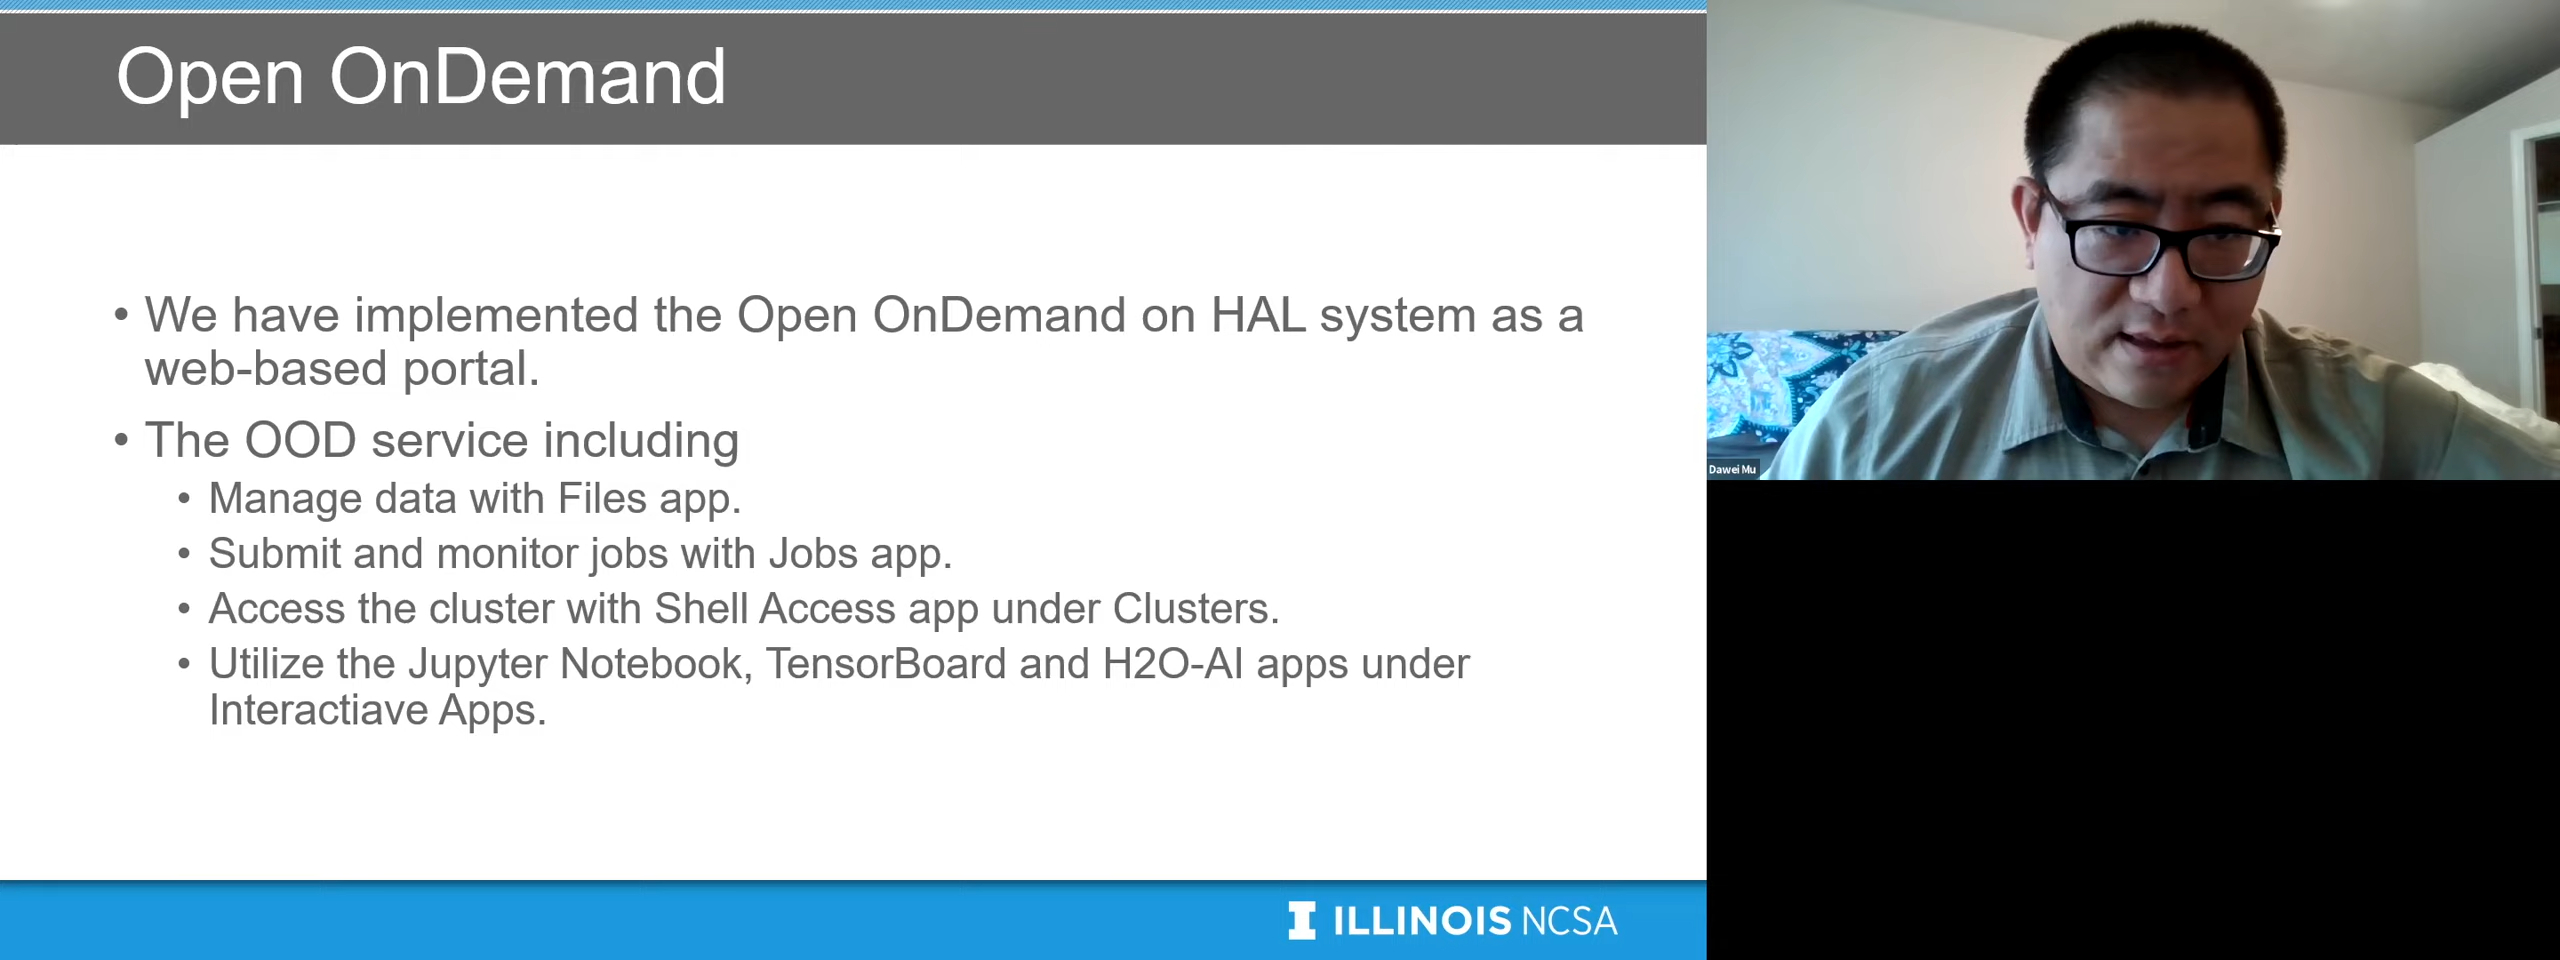 Open OnDemand
• We have implemented the Open OnDemand on HAL system as a
web-based portal.
• The OOD service including
• Manage data with Files app.
• Submit and monitor jobs with Jobs app.
• Access the cluster with Shell Access app under Clusters.
• Utilize the Jupyter Notebook, TensorBoard and H2O-AI apps under
Interactiave Apps.
ILLINOIS NCSA
Dawei Mu